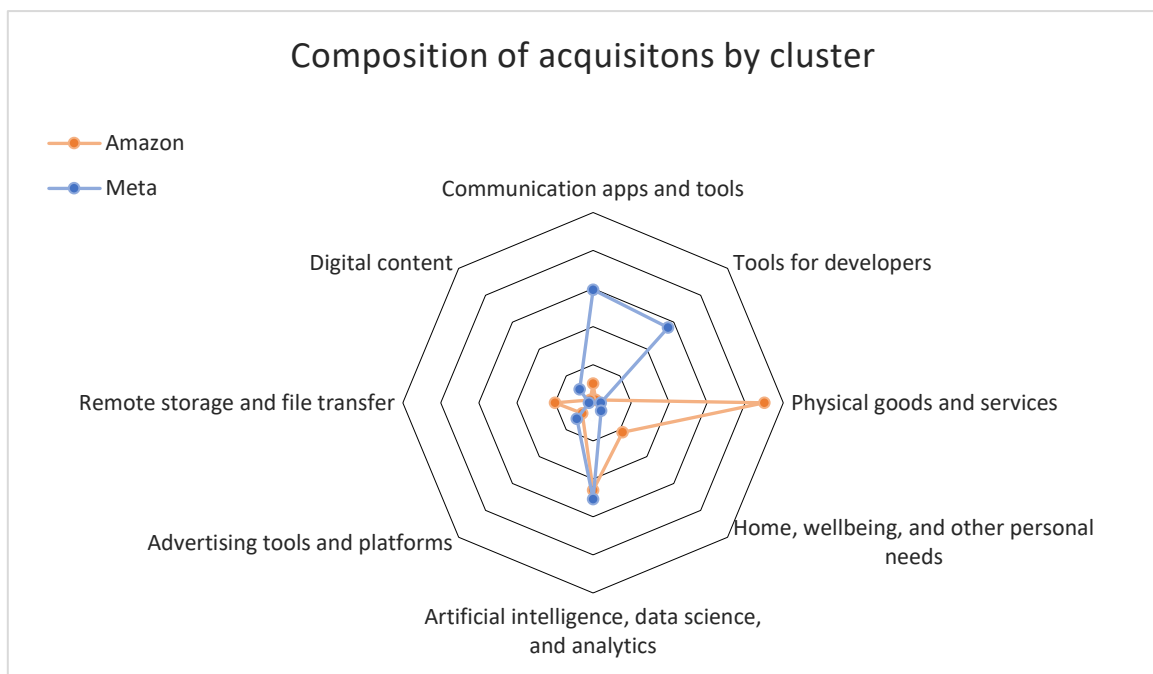 Composition of acquisitons by cluster
Amazon
Meta
Communication apps and tools
Digital content
Tools for developers
Remote storage and file transfer
Physical goods and services
Advertising tools and platforms
Home, wellbeing, and other personal
needs
Artificial intelligence, data science,
and analytics